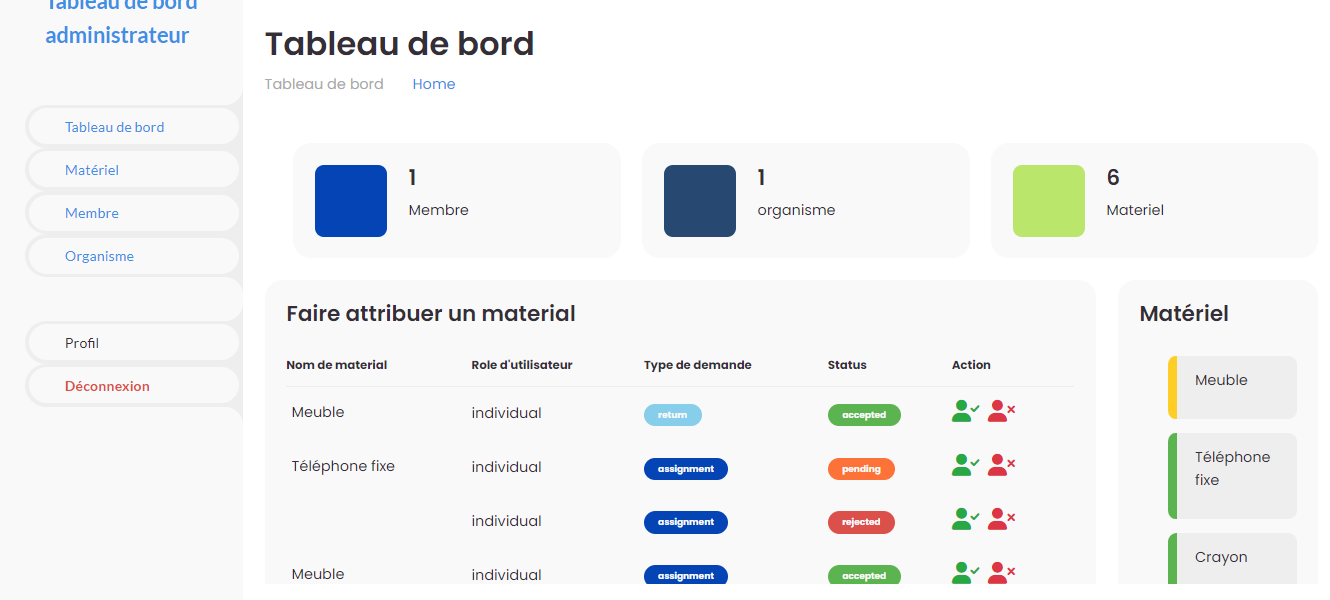 Tableau de bord
administrateur
Tableau de bord
Matériel
Membre
Organisme
Profil
Déconnexion
Tableau de bord
Tableau de bord Home
1
Membre
1
organisme
6
Materiel
Faire attribuer un material
Nom de material Role d'utilisateur Type de demande Status Action
Meuble individual return accepted
Téléphone fixe individual assignment pending
individual assignment rejected
Meuble individual assignment accepted
Matériel
Meuble
Téléphone
fixe
Crayon